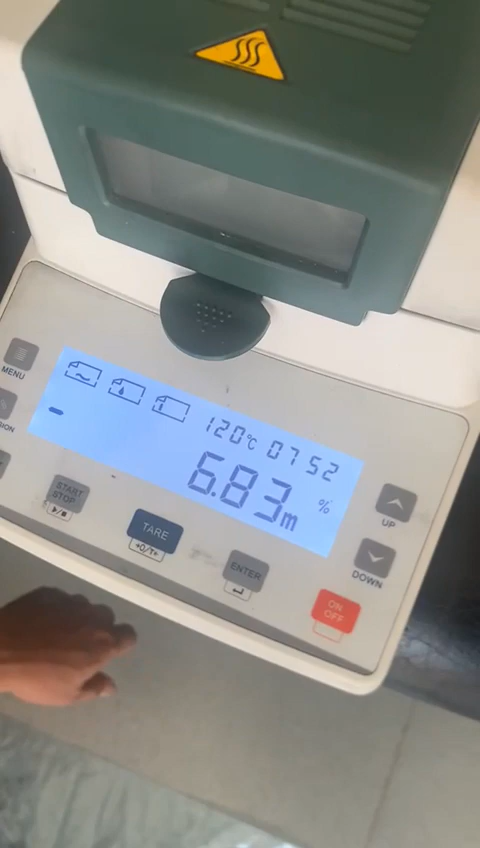 120℃ 07 52
- 6.83m %
MENU
START
STOP
TARE
→0/T←
ENTER
UP
DOWN
ON
OFF